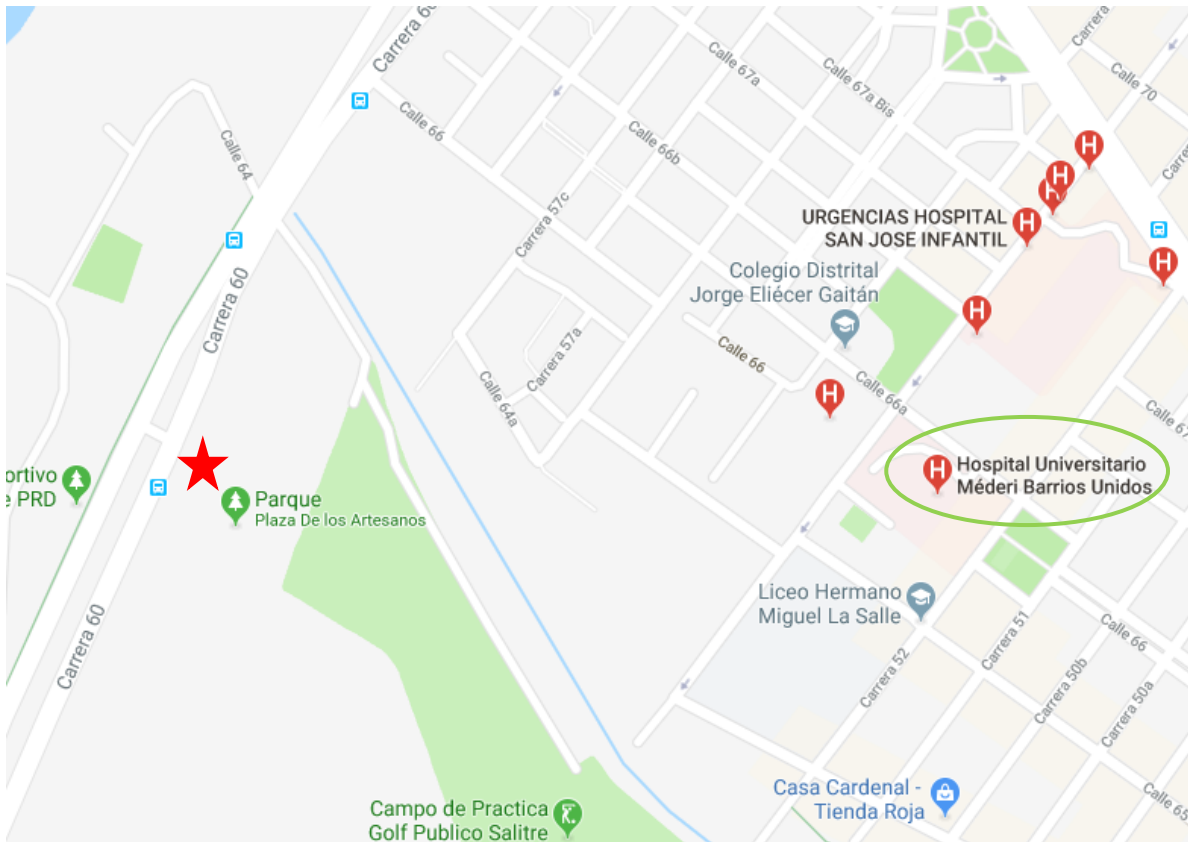 Carrera 60
Carrera
Calle 67a
Calle 67a Bis
Calle 70
Calle 66
Calle 66b
Calle 64
Carrera 57c
URGENCIAS HOSPITAL
SAN JOSE INFANTIL
H
H
H
H
H
H
Colegio Distrital
Jorge Eliécer Gaitán
Carrera 60
Carrera 57a
Calle 66
Calle 64a
H
Calle 66a
H
Hospital Universitario
Méderi Barrios Unidos
ortivo
e PRD
Parque
Plaza De los Artesanos
Liceo Hermano
Miguel La Salle
Carrera 60
Carrera 52
Carrera 51
Carrera 50b
Carrera 50a
Calle 66
Casa Cardenal -
Tienda Roja
Calle 65
Campo de Practica
Golf Publico Salitre